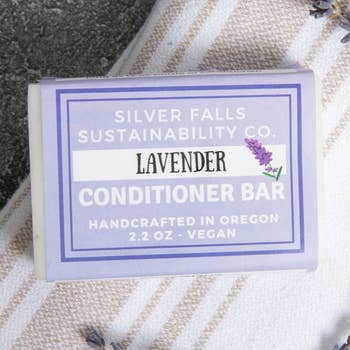 SILVER FALLS
SUSTAINABILITY CO.
LAVENDER
CONDITIONER BAR
HANDCRAFTED IN OREGON
2.2 OZ - VEGAN